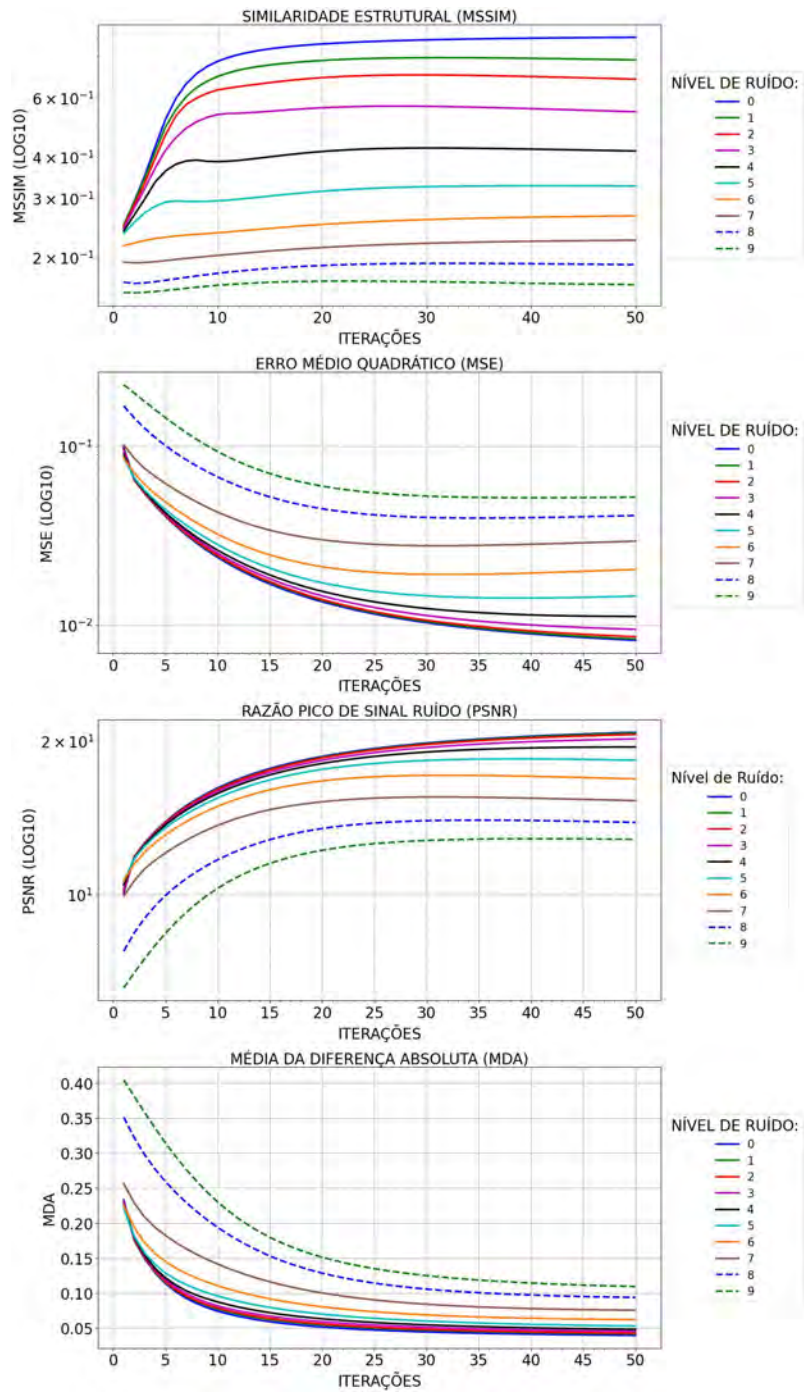 SIMILARIDADE ESTRUTURAL (MSSIM)
MSSIM (LOG10)
6 × 10⁻¹
4 × 10⁻¹
3 × 10⁻¹
2 × 10⁻¹
0 5 10 15 20 25 30 35 40 45 50
ITERAÇÕES
NÍVEL DE RUÍDO:
0
1
2
3
4
5
6
7
8
9
ERRO MÉDIO QUADRÁTICO (MSE)
MSE (LOG10)
10⁻¹
10⁻²
0 5 10 15 20 25 30 35 40 45 50
ITERAÇÕES
NÍVEL DE RUÍDO:
0
1
2
3
4
5
6
7
8
9
RAZÃO PICO DE SINAL RUÍDO (PSNR)
PSNR (LOG10)
2 × 10¹
10¹
0 5 10 15 20 25 30 35 40 45 50
ITERAÇÕES
Nível de Ruído:
0
1
2
3
4
5
6
7
8
9
MÉDIA DA DIFERENÇA ABSOLUTA (MDA)
MDA
0.40
0.35
0.30
0.25
0.20
0.15
0.10
0.05
0 5 10 15 20 25 30 35 40 45 50
ITERAÇÕES
NÍVEL DE RUÍDO:
0
1
2
3
4
5
6
7
8
9